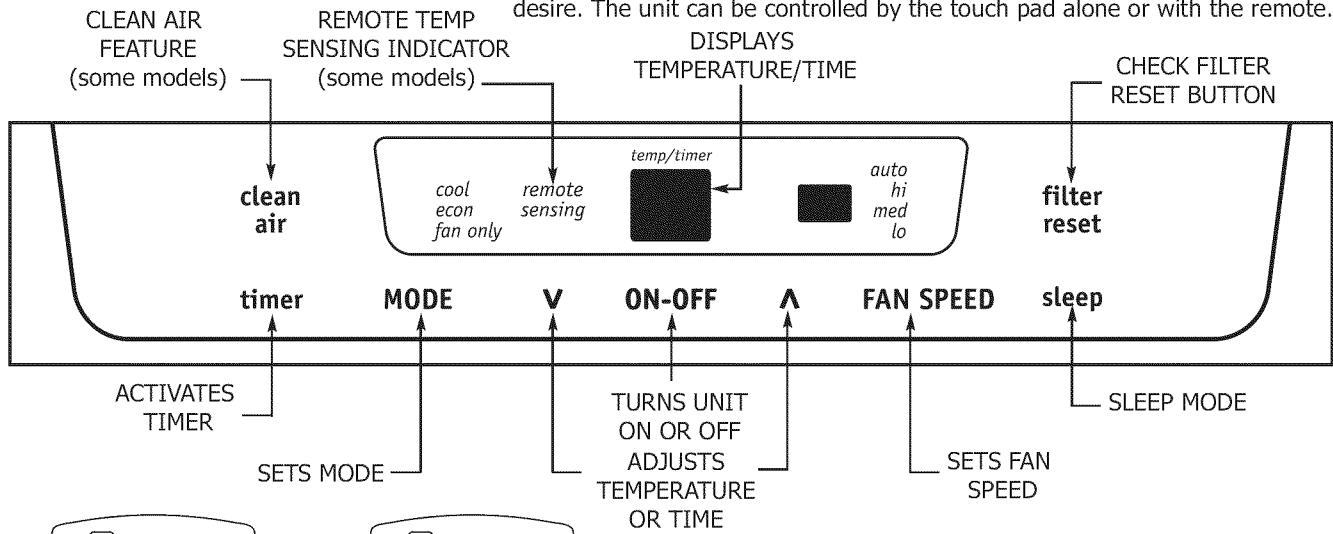 desire. The unit can be controlled by the touch pad alone or with the remote.
CLEAN AIR
FEATURE
(some models)
REMOTE TEMP
SENSING INDICATOR
(some models)
DISPLAYS
TEMPERATURE/TIME
CHECK FILTER
RESET BUTTON
clean
air
cool
econ
fan only
remote
sensing
temp/timer
auto
hi
med
lo
filter
reset
timer
MODE
V
ON-OFF
Λ
FAN SPEED
sleep
ACTIVATES
TIMER
SETS MODE
TURNS UNIT
ON OR OFF
ADJUSTS
TEMPERATURE
OR TIME
SETS FAN
SPEED
SLEEP MODE